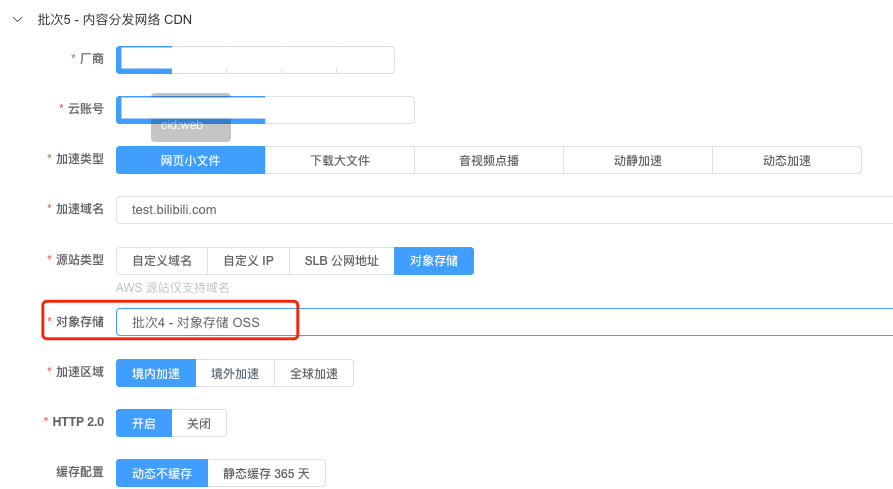 批次5 - 内容分发网络 CDN
* 厂商
* 云账号
cid:web
* 加速类型 网页小文件 下载大文件 音视频点播 动静加速 动态加速
* 加速域名 test.bilibili.com
* 源站类型 自定义域名 自定义 IP SLB 公网地址 对象存储
AWS 源站仅支持域名
* 对象存储 批次4 - 对象存储 OSS
* 加速区域 境内加速 境外加速 全球加速
* HTTP 2.0 开启 关闭
缓存配置 动态不缓存 静态缓存 365 天